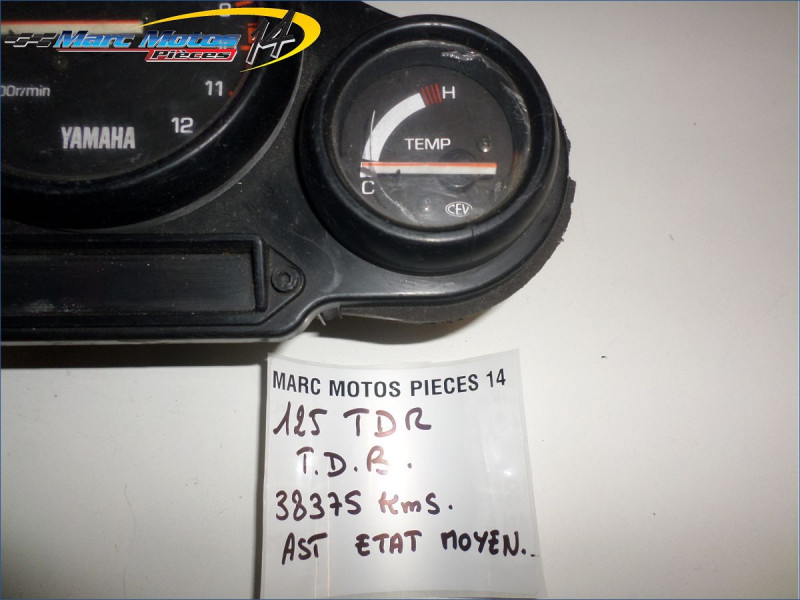 Marc Motos 14
Pièces
11
00r/min
12
YAMAHA
H
TEMP
C
CEV
MARC MOTOS PIECES 14
125 TDR
T.D.B.
38375 kmS.
AST ETAT MOYEN..